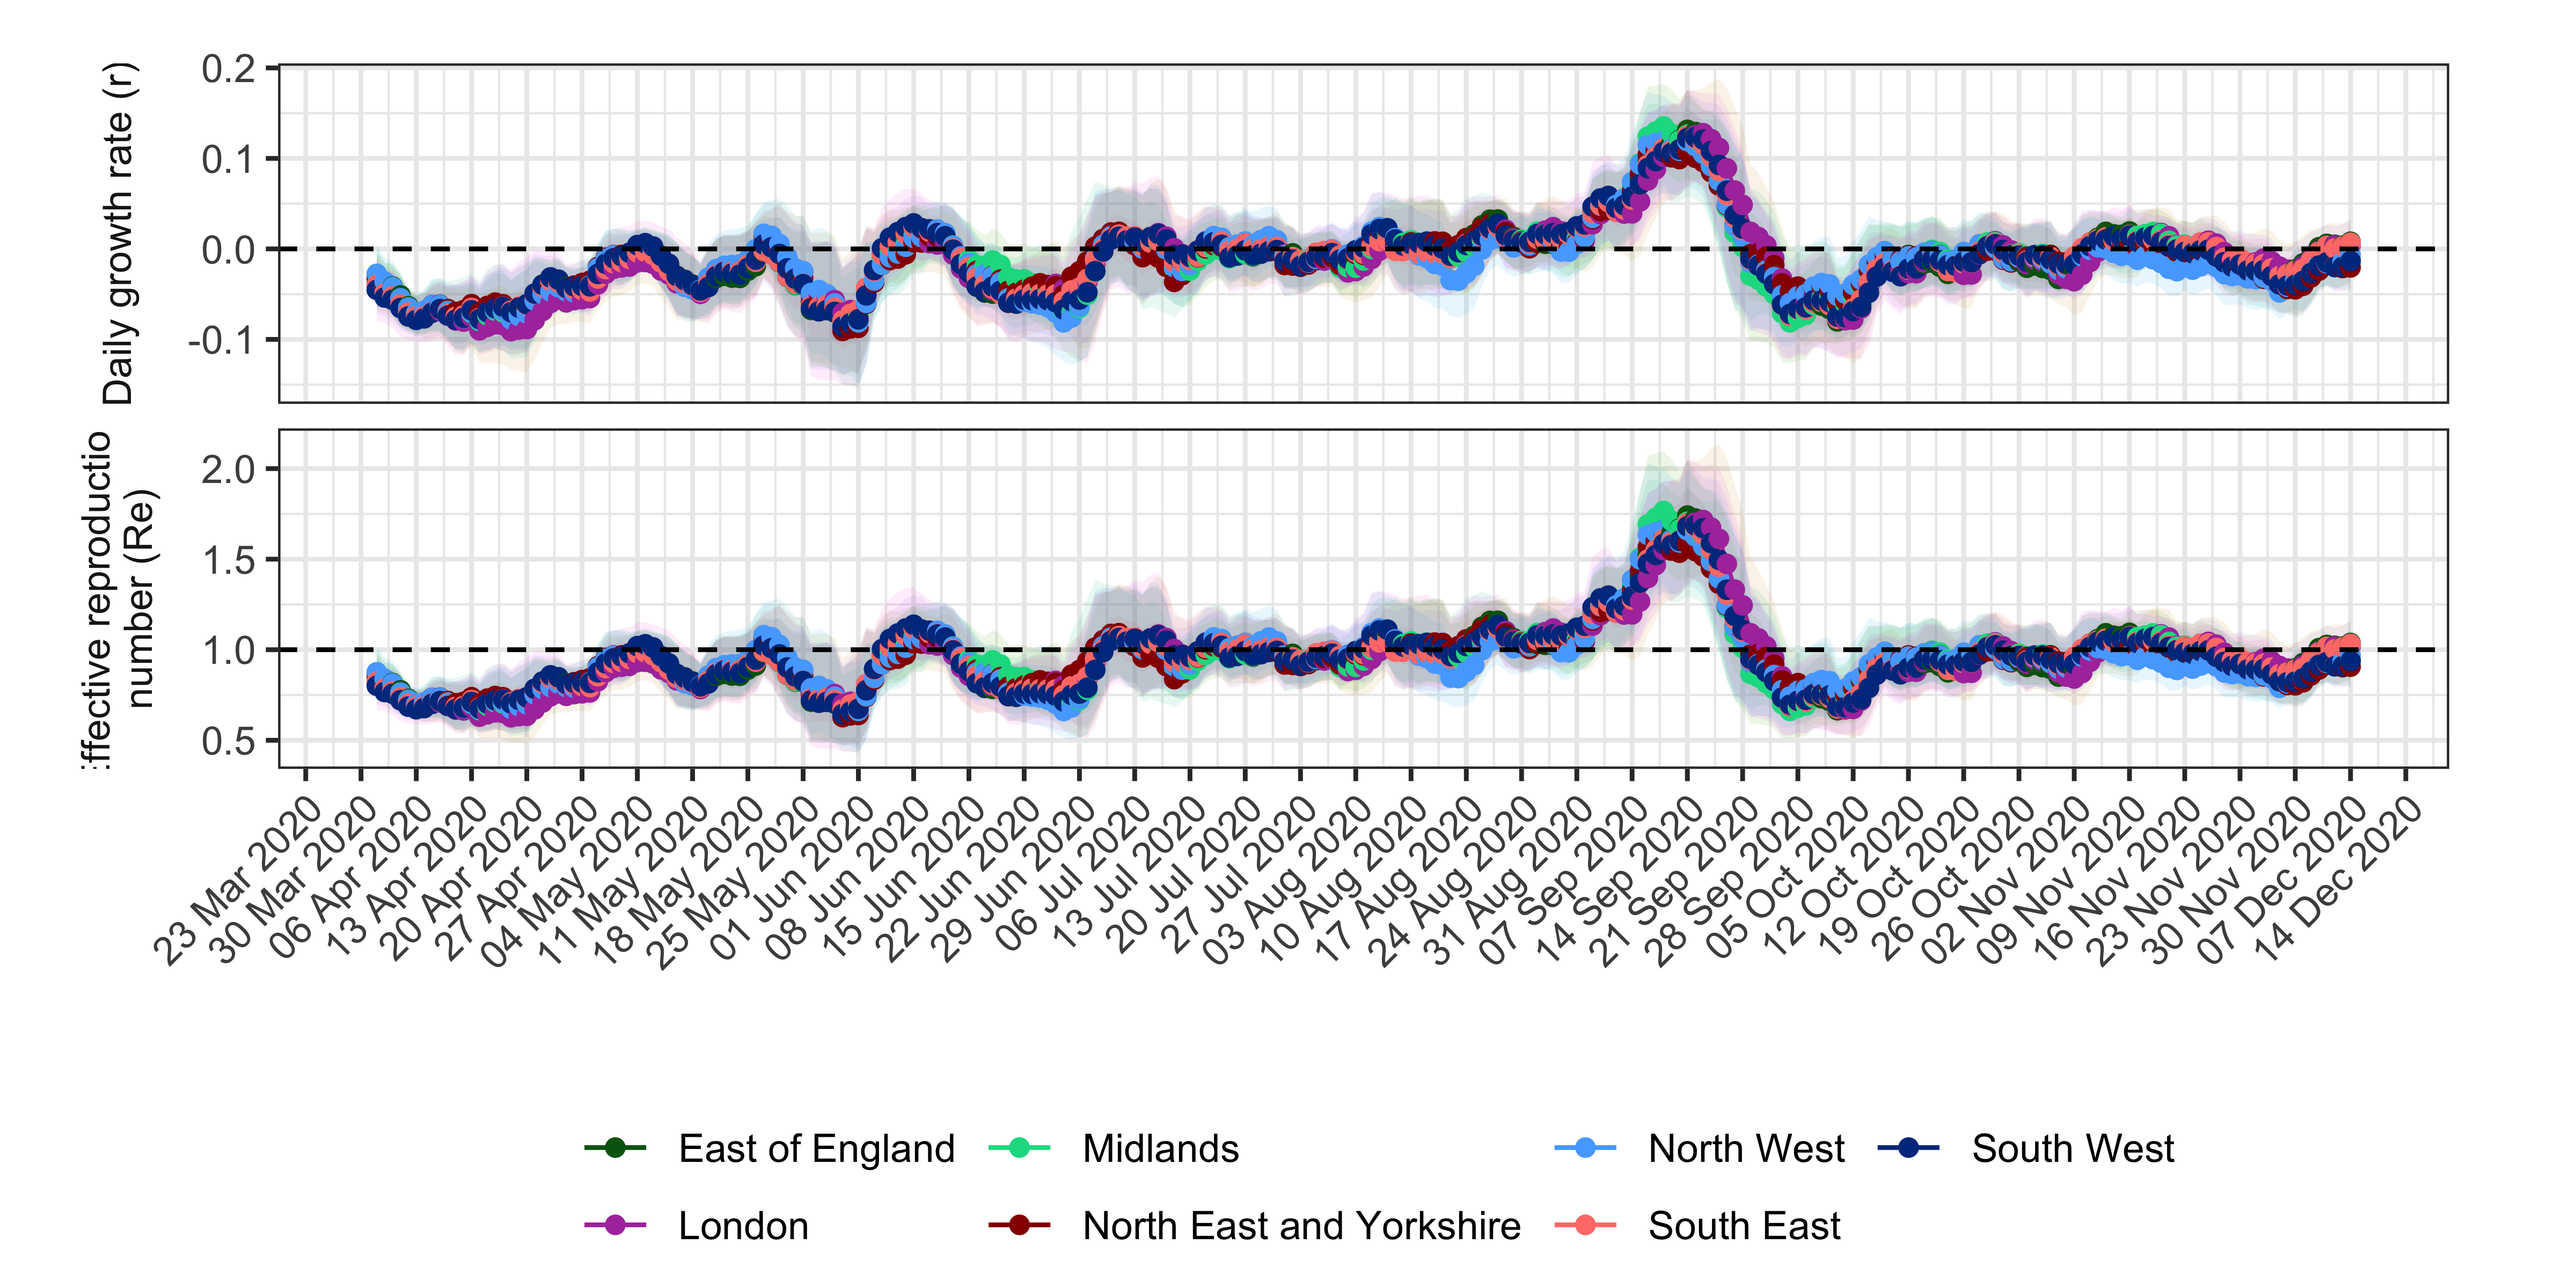 Daily growth rate (r)
0.2
0.1
0.0
-0.1
ffective reproductio
number (Re)
2.0
1.5
1.0
0.5
23 Mar 2020
30 Mar 2020
06 Apr 2020
13 Apr 2020
20 Apr 2020
27 Apr 2020
04 May 2020
11 May 2020
18 May 2020
25 May 2020
01 Jun 2020
08 Jun 2020
15 Jun 2020
22 Jun 2020
29 Jun 2020
06 Jul 2020
13 Jul 2020
20 Jul 2020
27 Jul 2020
03 Aug 2020
10 Aug 2020
17 Aug 2020
24 Aug 2020
31 Aug 2020
07 Sep 2020
14 Sep 2020
21 Sep 2020
28 Sep 2020
05 Oct 2020
12 Oct 2020
19 Oct 2020
26 Oct 2020
02 Nov 2020
09 Nov 2020
16 Nov 2020
23 Nov 2020
30 Nov 2020
07 Dec 2020
14 Dec 2020
East of England
Midlands
North West
South West
London
North East and Yorkshire
South East